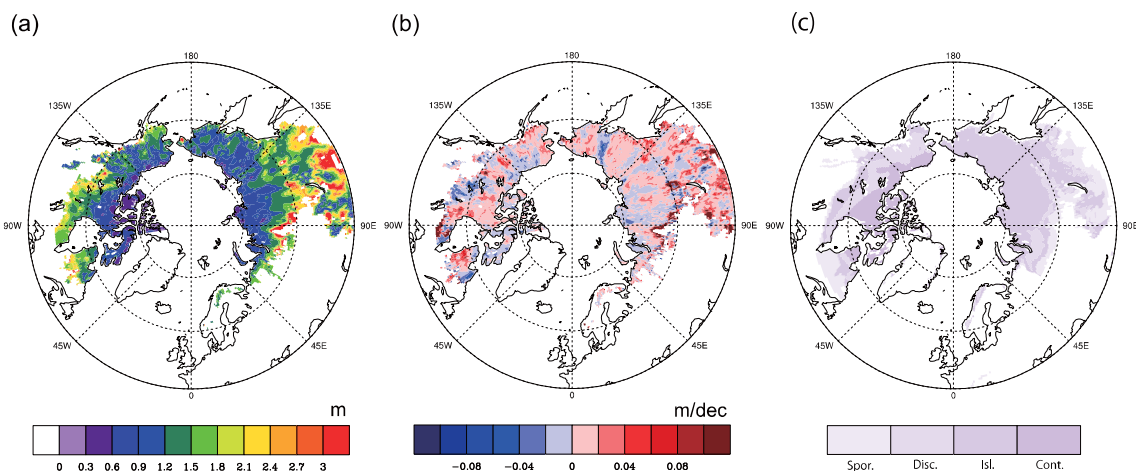 (a)
(b)
(c)
180
180
180
135W
135E
135W
135E
135W
135E
90W
90E
90W
90E
90W
90E
45W
45E
45W
45E
45W
45E
0
0
0
m
m/dec
0 0.3 0.6 0.9 1.2 1.5 1.8 2.1 2.4 2.7 3
−0.08 −0.04 0 0.04 0.08
Spor. Disc. Isl. Cont.